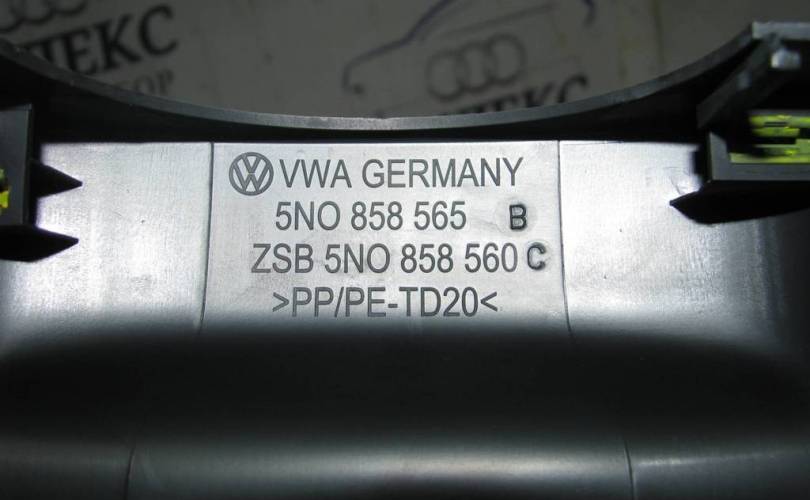 VWA GERMANY
5N0 858 565 B
ZSB 5N0 858 560 C
>PP/PE-TD20<